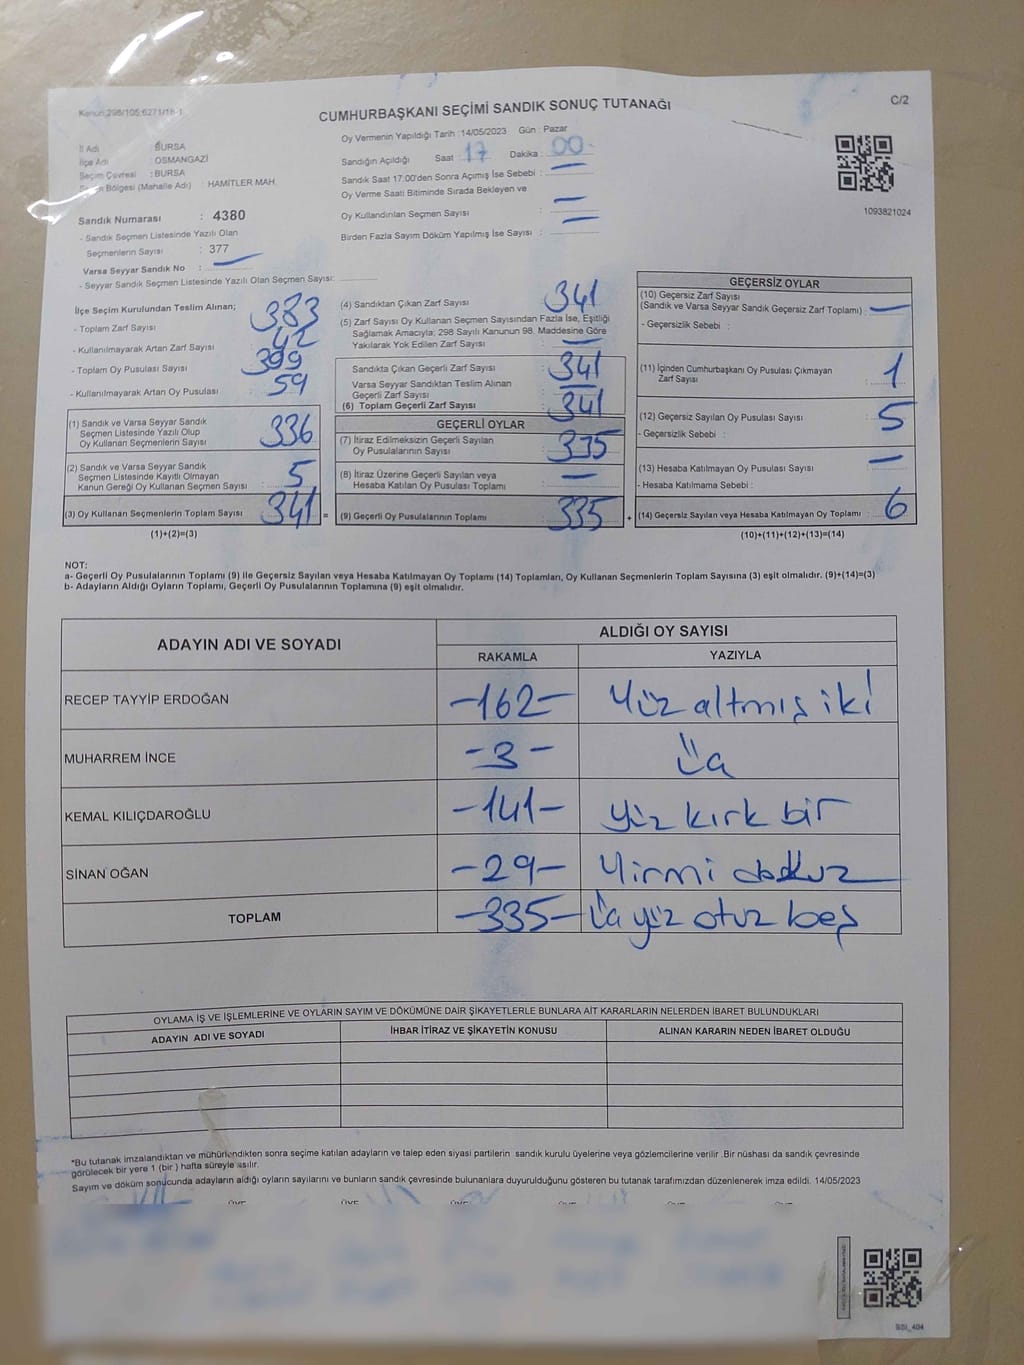 Kanun:298/105;6271/18-1
CUMHURBAŞKANI SEÇİMİ SANDIK SONUÇ TUTANAĞI
C/2
İl Adı : BURSA
İlçe Adı : OSMANGAZİ
Seçim Çevresi : BURSA
Bölgesi (Mahalle Adı) : HAMİTLER MAH.
Sandık Numarası : 4380
- Sandık Seçmen Listesinde Yazılı Olan
Seçmenlerin Sayısı : 377
Varsa Seyyar Sandık No : —
- Seyyar Sandık Seçmen Listesinde Yazılı Olan Seçmen Sayısı:
Oy Vermenin Yapıldığı Tarih :14/05/2023 Gün : Pazar
Sandığın Açıldığı Saat : 17 Dakika : 00
Sandık Saat 17:00'den Sonra Açımış İse Sebebi : —
Oy Verme Saati Bitiminde Sırada Bekleyen ve
Oy Kullandırılan Seçmen Sayısı : —
Birden Fazla Sayım Döküm Yapılmış İse Sayısı : —
1093821024
İlçe Seçim Kurulundan Teslim Alınan;
- Toplam Zarf Sayısı : 383
- Kullanılmayarak Artan Zarf Sayısı : 42
- Toplam Oy Pusulası Sayısı : 399
- Kullanılmayarak Artan Oy Pusulası : 59
(1) Sandık ve Varsa Seyyar Sandık
Seçmen Listesinde Yazılı Olup
Oy Kullanan Seçmenlerin Sayısı : 336
(2) Sandık ve Varsa Seyyar Sandık
Seçmen Listesinde Kayıtlı Olmayan
Kanun Gereği Oy Kullanan Seçmen Sayısı : 5
(3) Oy Kullanan Seçmenlerin Toplam Sayısı : 341 =
(1)+(2)=(3)
(4) Sandıktan Çıkan Zarf Sayısı : 341
(5) Zarf Sayısı Oy Kullanan Seçmen Sayısından Fazla İse, Eşitliği
Sağlamak Amacıyla; 298 Sayılı Kanunun 98. Maddesine Göre
Yakılarak Yok Edilen Zarf Sayısı : —
Sandıkta Çıkan Geçerli Zarf Sayısı : 341
Varsa Seyyar Sandıktan Teslim Alınan
Geçerli Zarf Sayısı : —
(6) Toplam Geçerli Zarf Sayısı : 341
GEÇERLİ OYLAR
(7) İtiraz Edilmeksizin Geçerli Sayılan
Oy Pusulalarının Sayısı : 335
(8) İtiraz Üzerine Geçerli Sayılan veya
Hesaba Katılan Oy Pusulası Toplamı : —
(9) Geçerli Oy Pusulalarının Toplamı : 335 +
GEÇERSİZ OYLAR
(10) Geçersiz Zarf Sayısı
(Sandık ve Varsa Seyyar Sandık Geçersiz Zarf Toplamı) : —
- Geçersizlik Sebebi :
(11) İçinden Cumhurbaşkanı Oy Pusulası Çıkmayan
Zarf Sayısı : 1
(12) Geçersiz Sayılan Oy Pusulası Sayısı : 5
- Geçersizlik Sebebi :
(13) Hesaba Katılmayan Oy Pusulası Sayısı : —
- Hesaba Katılmama Sebebi :
(14) Geçersiz Sayılan veya Hesaba Katılmayan Oy Toplamı : 6
(10)+(11)+(12)+(13)=(14)
NOT:
a- Geçerli Oy Pusulalarının Toplamı (9) ile Geçersiz Sayılan veya Hesaba Katılmayan Oy Toplamı (14) Toplamları, Oy Kullanan Seçmenlerin Toplam Sayısına (3) eşit olmalıdır. (9)+(14)=(3)
b- Adayların Aldığı Oyların Toplamı, Geçerli Oy Pusulalarının Toplamına (9) eşit olmalıdır.
ADAYIN ADI VE SOYADI
ALDIĞI OY SAYISI
RAKAMLA YAZIYLA
RECEP TAYYİP ERDOĞAN -162- Yüz altmış iki
MUHARREM İNCE -3- üç
KEMAL KILIÇDAROĞLU -141- yüz kırk bir
SİNAN OĞAN -29- Yirmi dokuz
TOPLAM -335- üç yüz otuz beş
OYLAMA İŞ VE İŞLEMLERİNE VE OYLARIN SAYIM VE DÖKÜMÜNE DAİR ŞİKAYETLERLE BUNLARA AİT KARARLARIN NELERDEN İBARET BULUNDUKLARI
ADAYIN ADI VE SOYADI İHBAR İTİRAZ VE ŞİKAYETİN KONUSU ALINAN KARARIN NEDEN İBARET OLDUĞU
*Bu tutanak imzalandıktan ve mühürlendikten sonra seçime katılan adayların ve talep eden siyasi partilerin sandık kurulu üyelerine veya gözlemcilerine verilir .Bir nüshası da sandık çevresinde
görülecek bir yere 1 (bir ) hafta süreyle asılır.
Sayım ve döküm sonucunda adayların aldığı oyların sayılarını ve bunların sandık çevresinde bulunanlara duyurulduğunu gösteren bu tutanak tarafımızdan düzenlenerek imza edildi. 14/05/2023
SSI_404